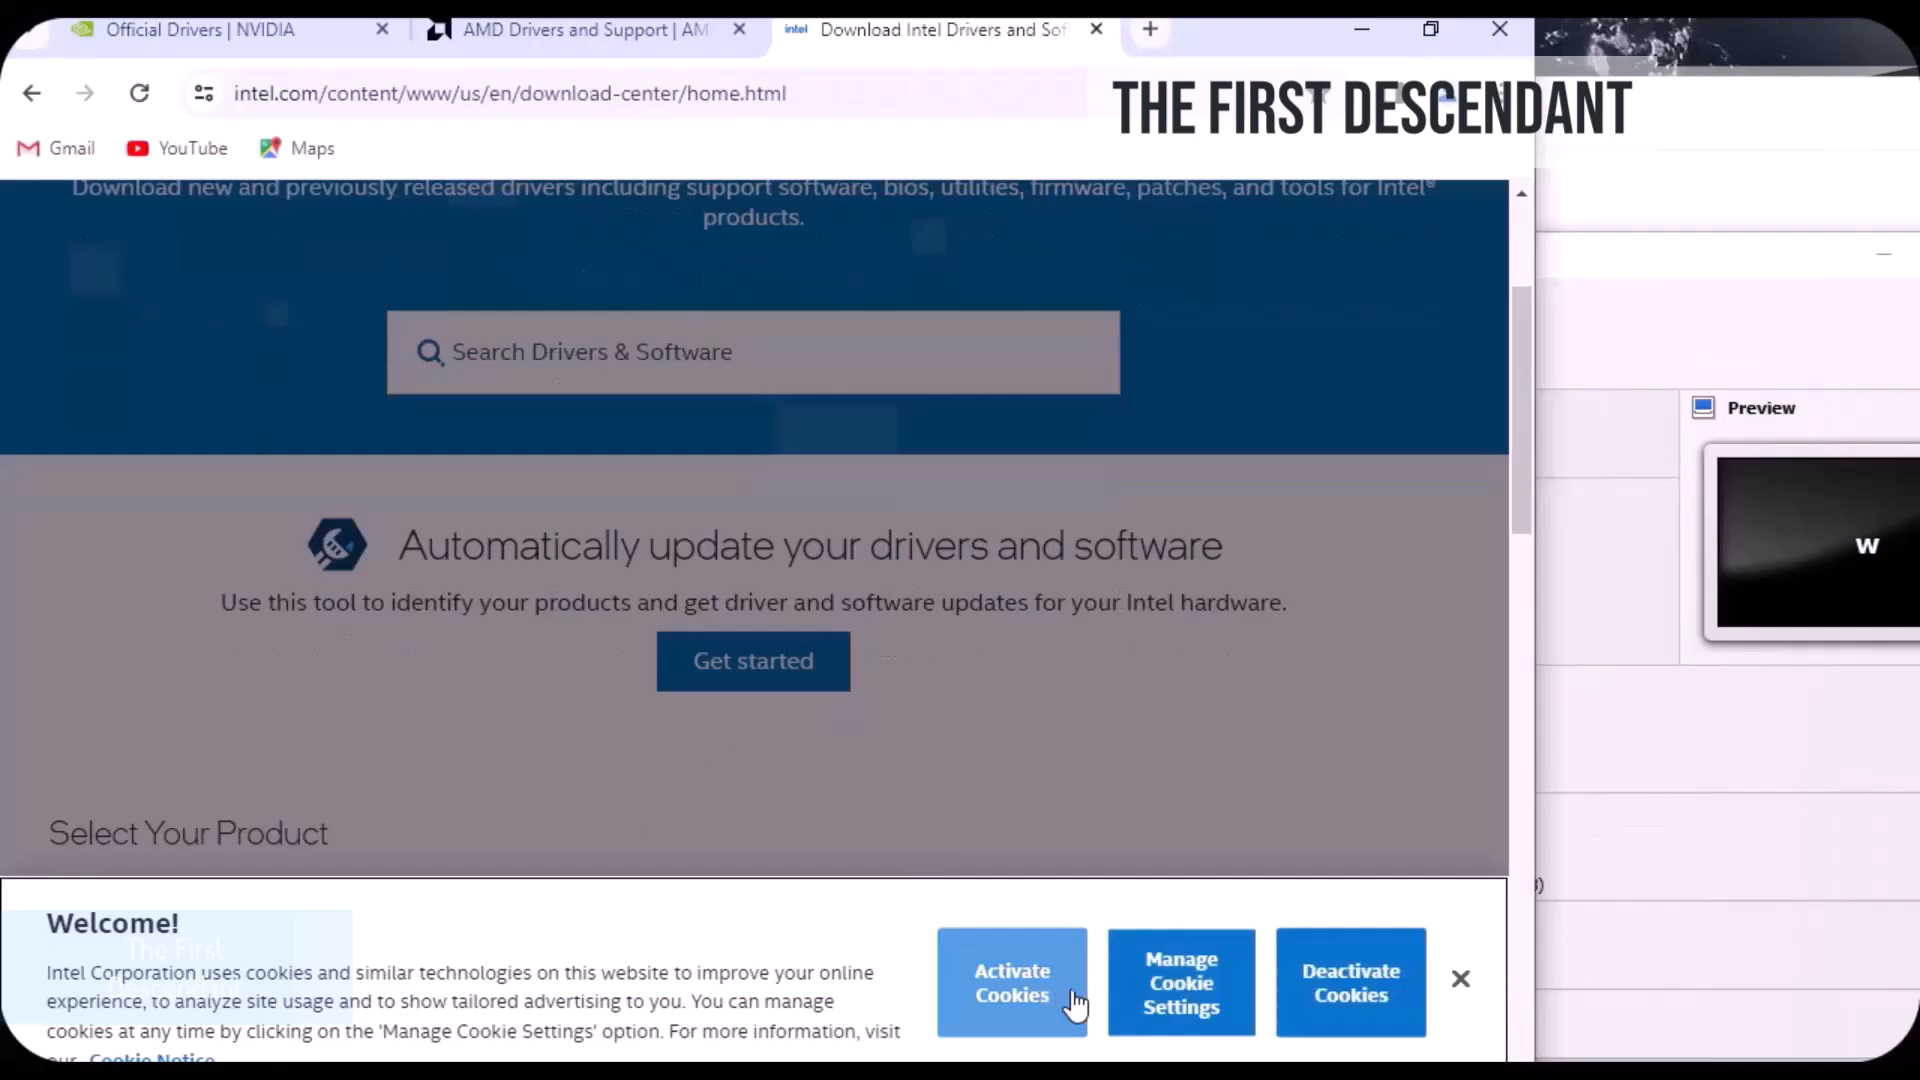 Official Drivers | NVIDIA
AMD Drivers and Support | AM
intel
Download Intel Drivers and Sof
intel.com/content/www/us/en/download-center/home.html
THE FIRST DESCENDANT
Gmail
YouTube
Maps
Download new and previously released drivers including support software, bios, utilities, firmware, patches, and tools for Intel®
products.
Search Drivers & Software
Preview
W
Automatically update your drivers and software
Use this tool to identify your products and get driver and software updates for your Intel hardware.
Get started
Select Your Product
Welcome!
The First
Descendant
Intel Corporation uses cookies and similar technologies on this website to improve your online
experience, to analyze site usage and to show tailored advertising to you. You can manage
cookies at any time by clicking on the 'Manage Cookie Settings' option. For more information, visit
our Cookie Notice
Activate
Cookies
Manage
Cookie
Settings
Deactivate
Cookies